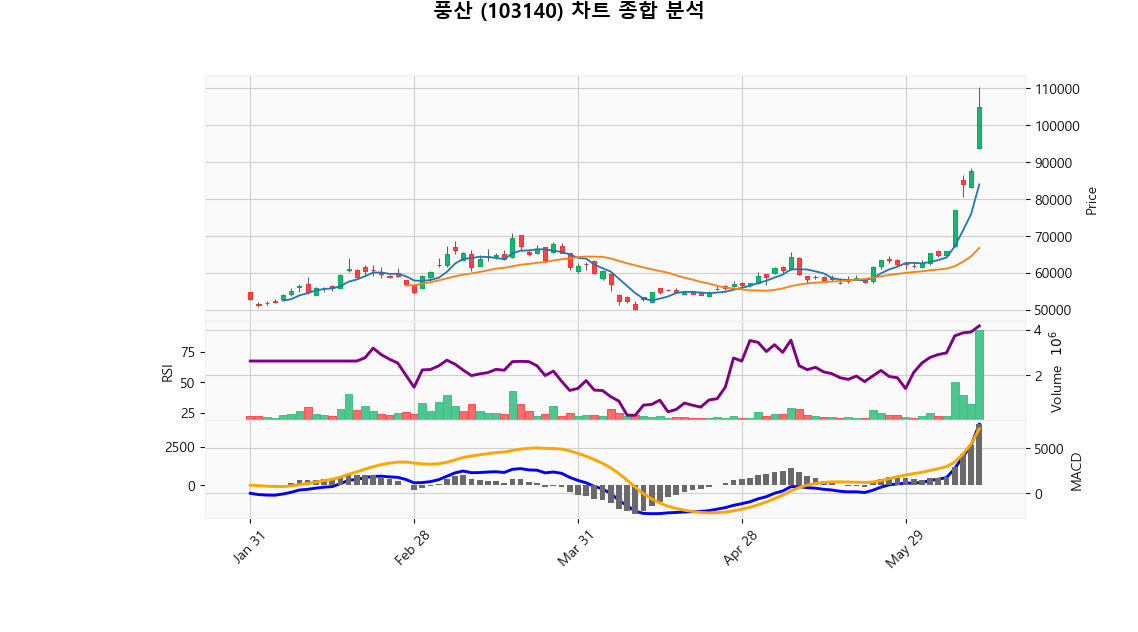 풍산 (103140) 차트 종합 분석
110000
100000
90000
80000
70000
60000
50000
Price
75
50
25
RSI
4
2
Volume 10^6
2500
0
5000
0
MACD
Jan 31
Feb 28
Mar 31
Apr 28
May 29